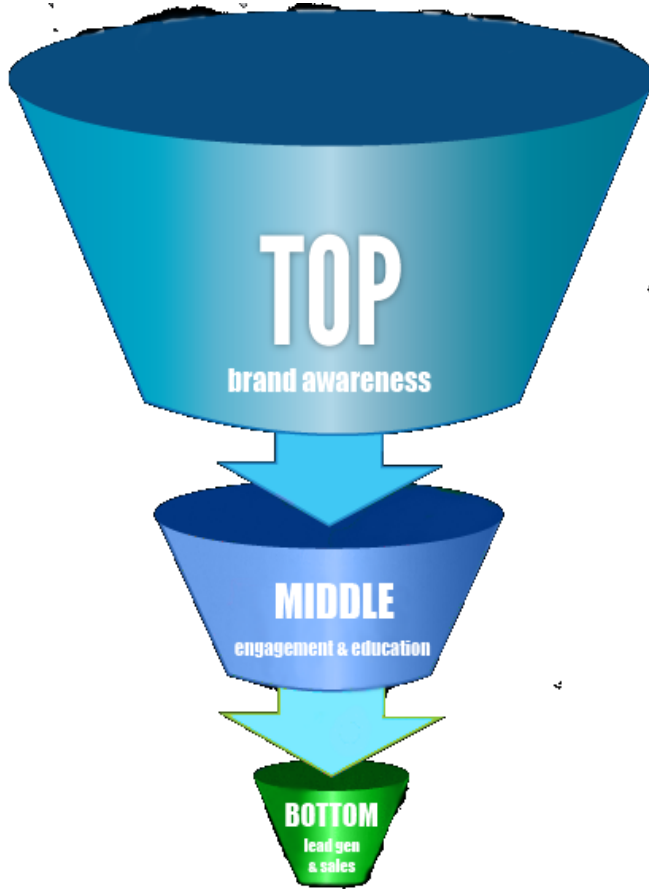 TOP
brand awareness
MIDDLE
engagement & education
BOTTOM
lead gen
& sales